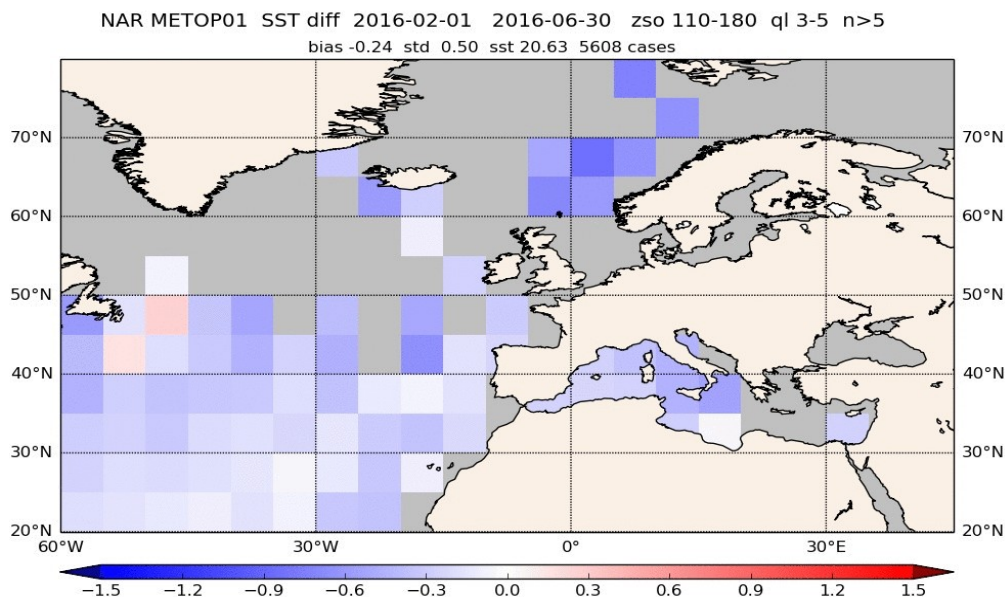 NAR METOP01 SST diff 2016-02-01 2016-06-30 zso 110-180 ql 3-5 n>5
bias -0.24 std 0.50 sst 20.63 5608 cases
70°N 70°N
60°N 60°N
50°N 50°N
40°N 40°N
30°N 30°N
20°N 20°N
60°W 30°W 0° 30°E
−1.5 −1.2 −0.9 −0.6 −0.3 0.0 0.3 0.6 0.9 1.2 1.5